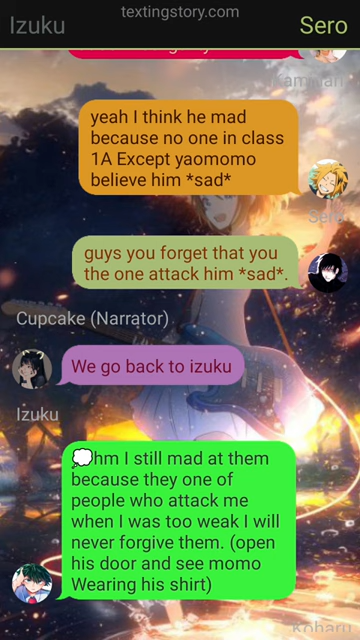 textingstory.com
Izuku
Sero
Kaminari
yeah I think he mad
because no one in class
1A Except yaomomo
believe him *sad*
Sero
guys you forget that you
the one attack him *sad*.
Cupcake (Narrator)
We go back to izuku
Izuku
hm I still mad at them
because they one of
people who attack me
when I was too weak I will
never forgive them. (open
his door and see momo
Wearing his shirt)
Koharu